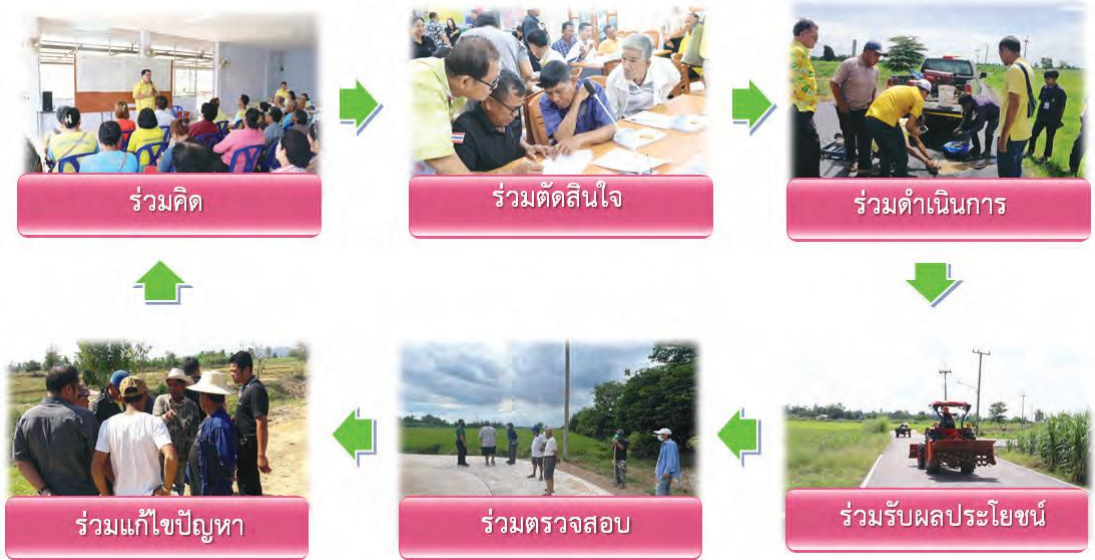 ร่วมคิด
ร่วมตัดสินใจ
ร่วมดำเนินการ
ร่วมรับผลประโยชน์
ร่วมตรวจสอบ
ร่วมแก้ไขปัญหา